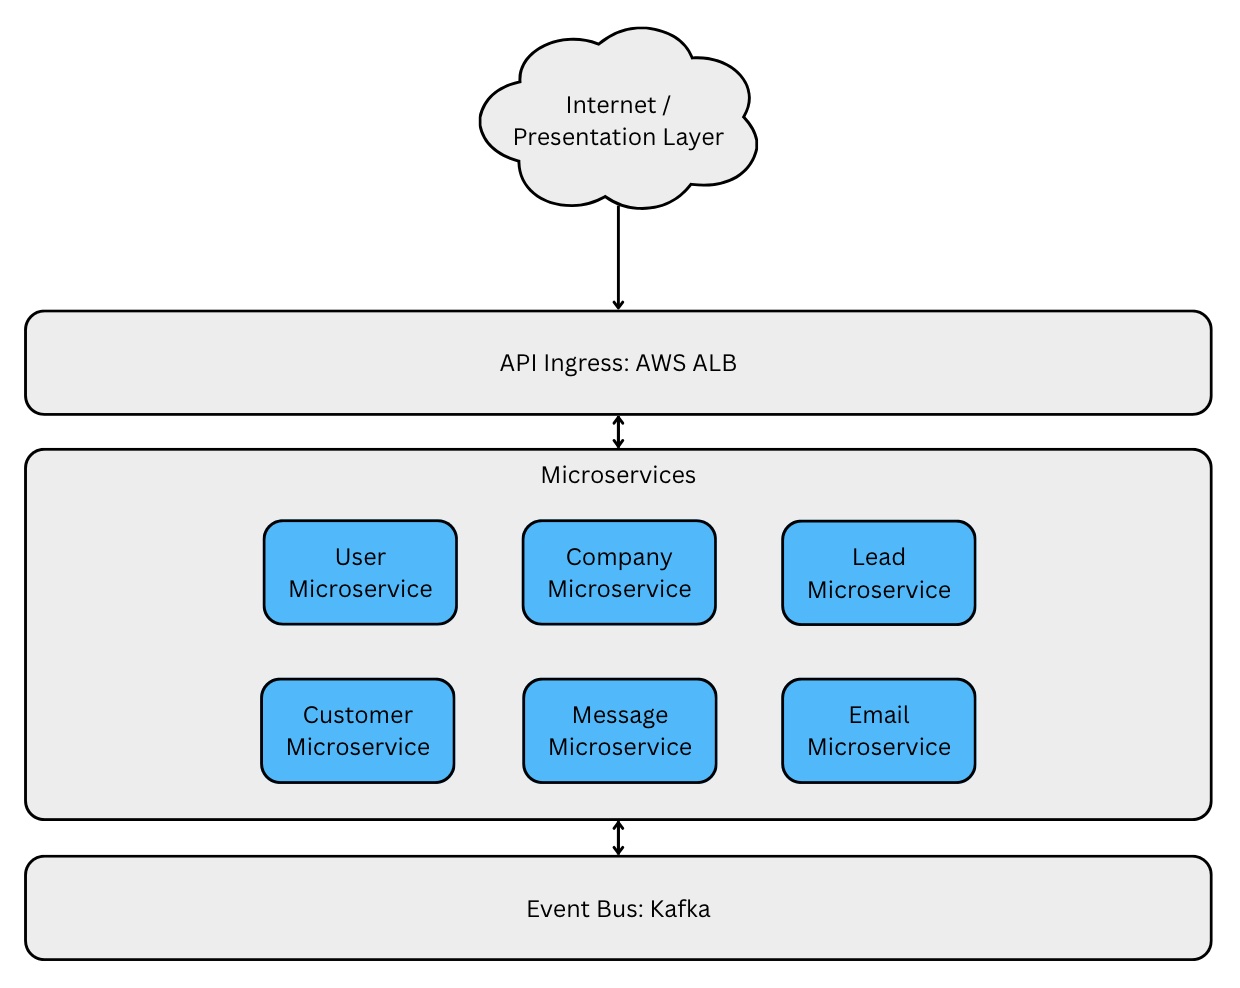 Internet /
Presentation Layer
API Ingress: AWS ALB
Microservices
User
Microservice
Company
Microservice
Lead
Microservice
Customer
Microservice
Message
Microservice
Email
Microservice
Event Bus: Kafka